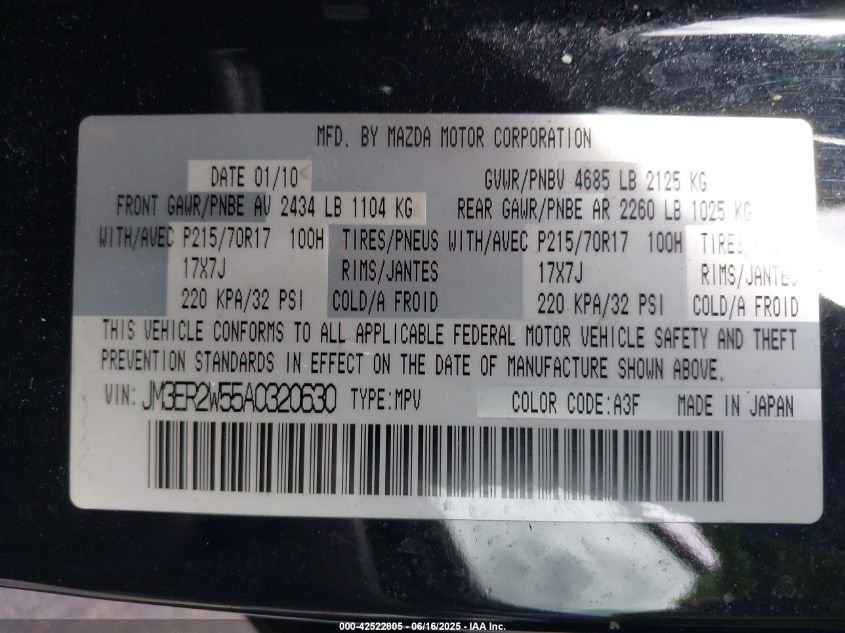 MFD. BY MAZDA MOTOR CORPORATION
DATE 01/10 GVWR/PNBV 4685 LB 2125 KG
FRONT GAWR/PNBE AV 2434 LB 1104 KG REAR GAWR/PNBE AR 2260 LB 1025 KG
WITH/AVEC P215/70R17 100H TIRES/PNEUS WITH/AVEC P215/70R17 100H TIRES/PNEUS
17X7J RIMS/JANTES 17X7J RIMS/JANTES
220 KPA/32 PSI COLD/A FROID 220 KPA/32 PSI COLD/A FROID
THIS VEHICLE CONFORMS TO ALL APPLICABLE FEDERAL MOTOR VEHICLE SAFETY AND THEFT
PREVENTION STANDARDS IN EFFECT ON THE DATE OF MANUFACTURE SHOWN ABOVE.
VIN: JM3ER2W55A0320630 TYPE:MPV COLOR CODE:A3F MADE IN JAPAN
000-42522805 - 06/16/2025 - IAA Inc.